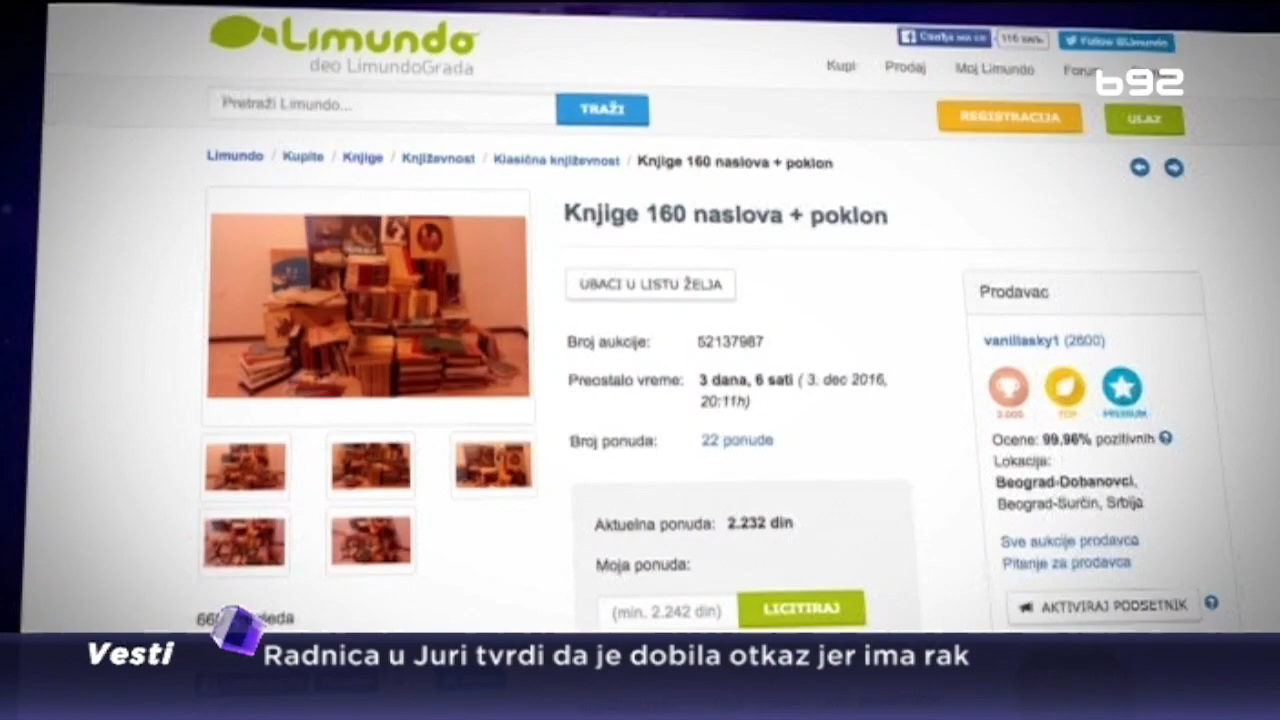 Limundo
deo LimundoGrada
116 хиљ.
Follow @Limundo
Kupi Prodaj Moj Limundo Forum
b92
Pretraži Limundo...
TRAŽI
REGISTRACIJA
ULAZ
Limundo / Kupite / Knjige / Književnost / Klasična književnost / Knjige 160 naslova + poklon
Knjige 160 naslova + poklon
UBACI U LISTU ŽELJA
Prodavac
Broj aukcije: 52137987
vanillasky1 (2600)
Preostalo vreme: 3 dana, 6 sati ( 3. dec 2016,
20:11h)
TOP
PREMIUM
Broj ponuda: 22 ponude
Ocene: 99,96% pozitivnih
Lokacija:
Beograd-Dobanovci,
Beograd-Surčin, Srbija
Aktuelna ponuda: 2.232 din
Sve aukcije prodavca
Moja ponuda:
Pitanje za prodavca
(min. 2.242 din)
LICITIRAJ
AKTIVIRAJ PODSETNIK
Vesti
Radnica u Juri tvrdi da je dobila otkaz jer ima rak